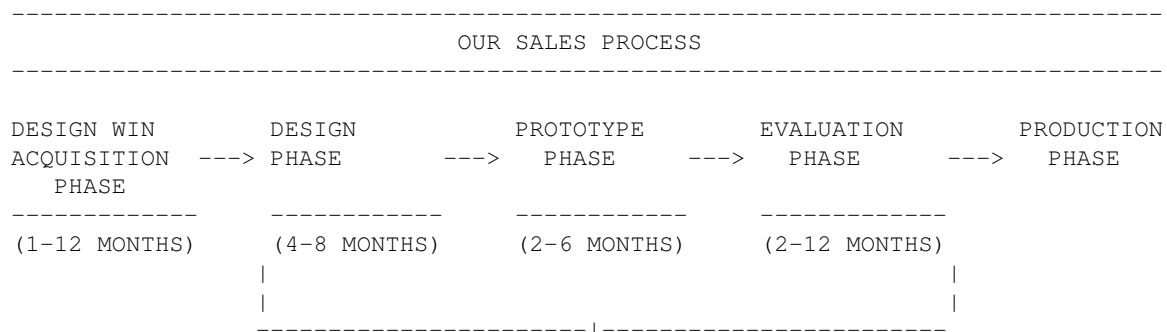 OUR SALES PROCESS
DESIGN WIN DESIGN PROTOTYPE EVALUATION PRODUCTION
ACQUISITION ---> PHASE ---> PHASE ---> PHASE ---> PHASE
PHASE
(1-12 MONTHS) (4-8 MONTHS) (2-6 MONTHS) (2-12 MONTHS)